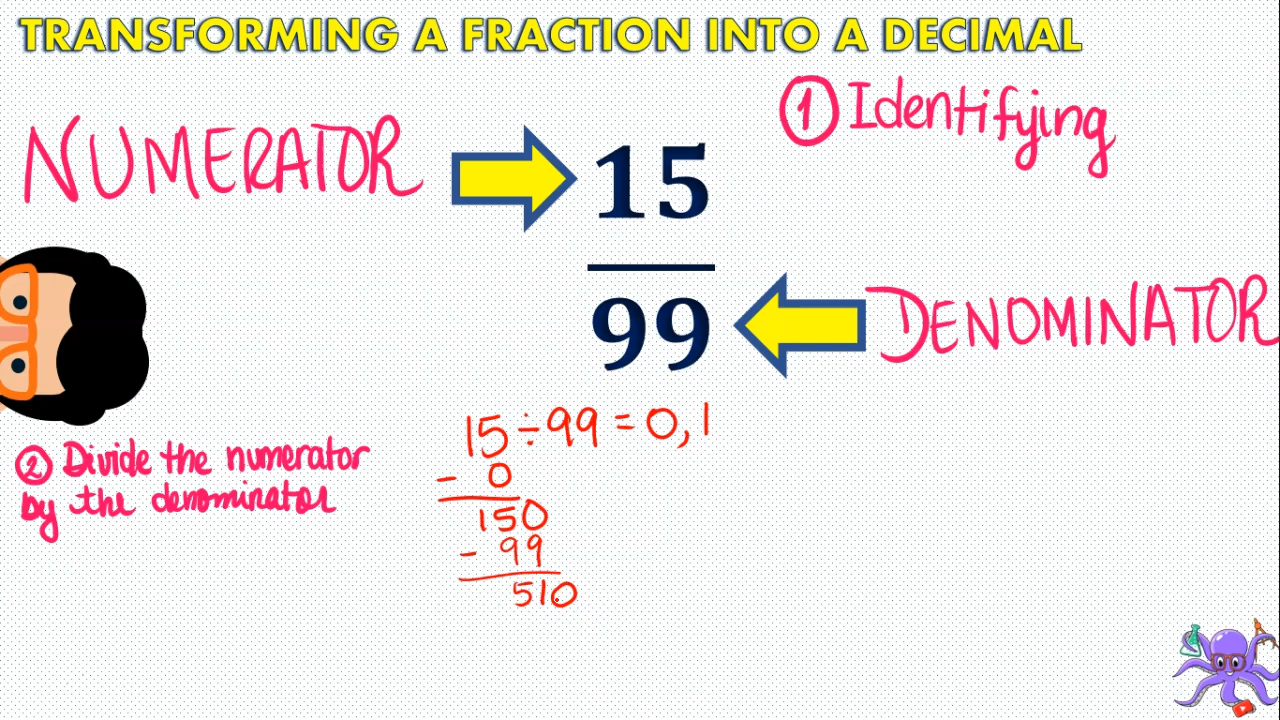 TRANSFORMING A FRACTION INTO A DECIMAL
① Identifying
NUMERATOR
15
99
DENOMINATOR
② Divide the numerator
by the denominator
15 ÷ 99 = 0,1
- 0
150
- 99
510